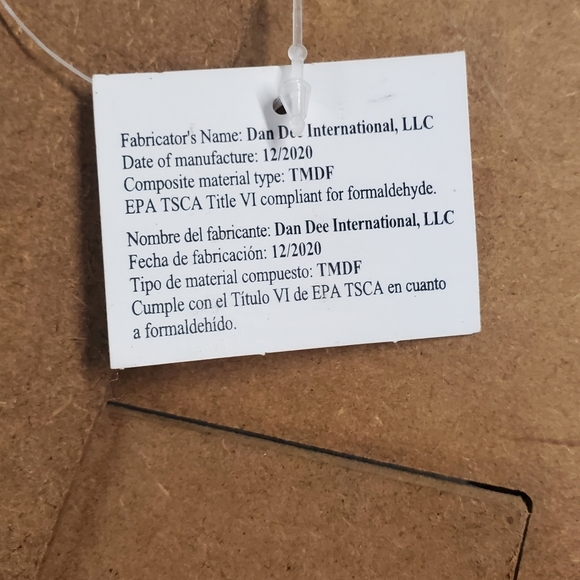 Fabricator's Name: Dan Dee International, LLC
Date of manufacture: 12/2020
Composite material type: TMDF
EPA TSCA Title VI compliant for formaldehyde.
Nombre del fabricante: Dan Dee International, LLC
Fecha de fabricación: 12/2020
Tipo de material compuesto: TMDF
Cumple con el Título VI de EPA TSCA en cuanto
a formaldehído.